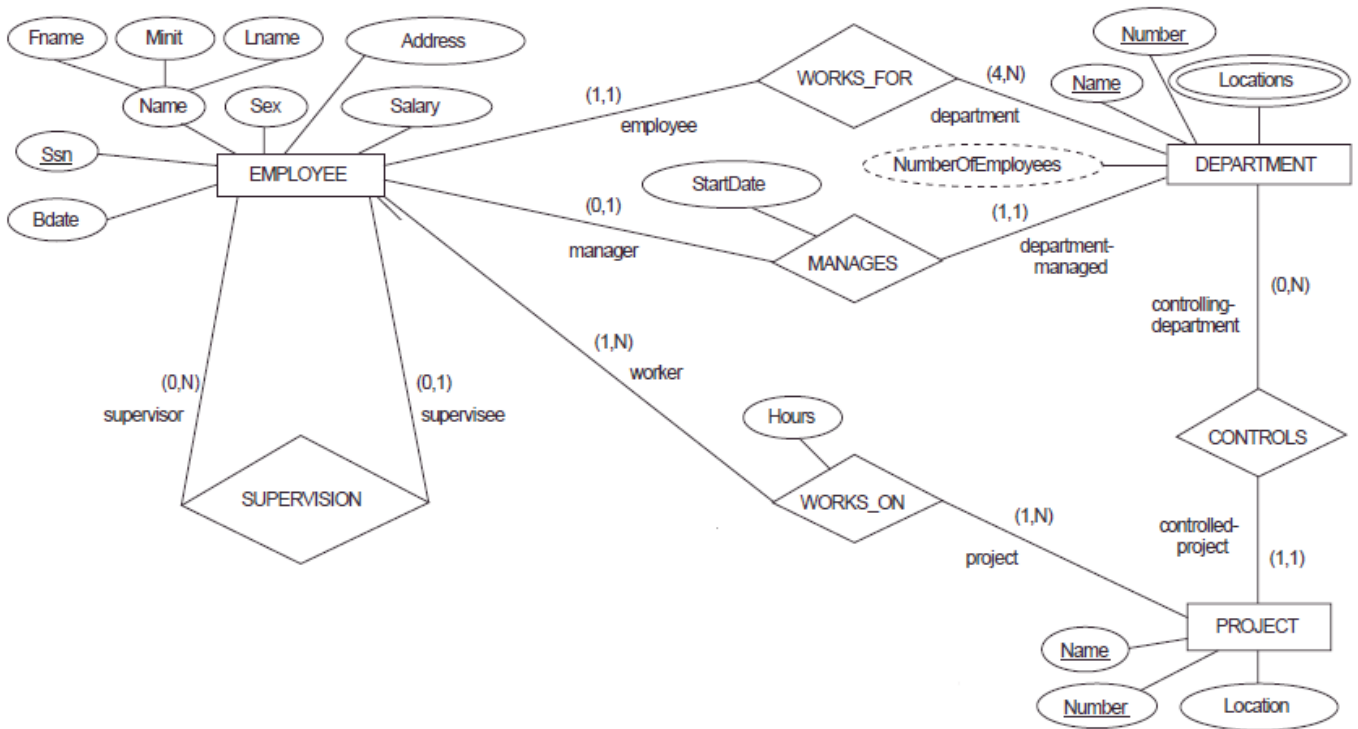 Fname
Minit
Lname
Address
Number
Name
Locations
Name
Sex
Salary
(1,1)
employee
WORKS_FOR
(4,N)
department
Ssn
EMPLOYEE
StartDate
NumberOfEmployees
DEPARTMENT
Bdate
(0,1)
manager
MANAGES
(1,1)
department-
managed
(0,N)
controlling-
department
(1,N)
worker
(0,N)
supervisor
(0,1)
supervisee
Hours
CONTROLS
SUPERVISION
WORKS_ON
(1,N)
project
controlled-
project
(1,1)
PROJECT
Name
Number
Location